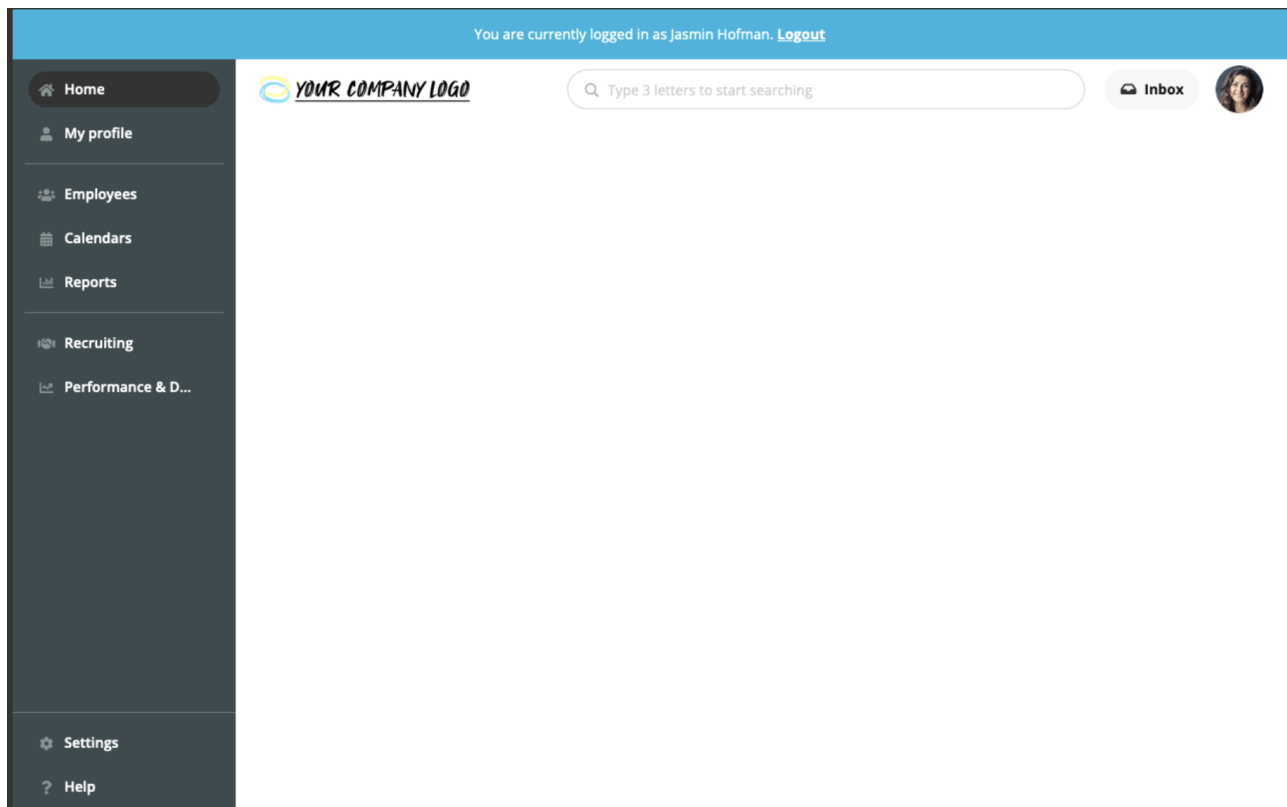 You are currently logged in as Jasmin Hofman. Logout
Home
My profile
Employees
Calendars
Reports
Recruiting
Performance & D...
Settings
Help
YOUR COMPANY LOGO
Type 3 letters to start searching
Inbox